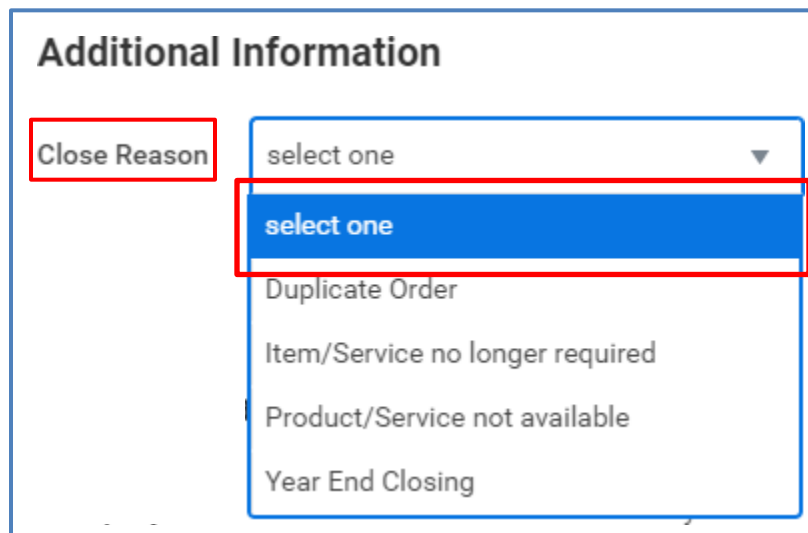 Additional Information
Close Reason select one
select one
Duplicate Order
Item/Service no longer required
Product/Service not available
Year End Closing